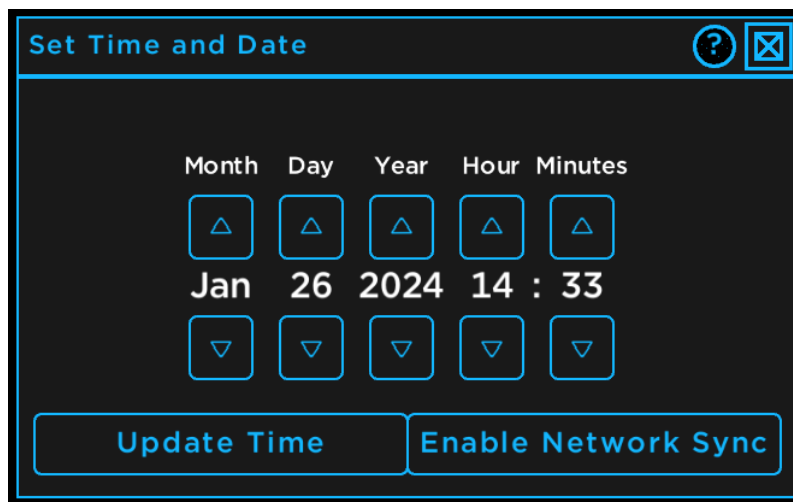 Set Time and Date ?
Month Day Year Hour Minutes
Jan 26 2024 14 : 33
Update Time Enable Network Sync